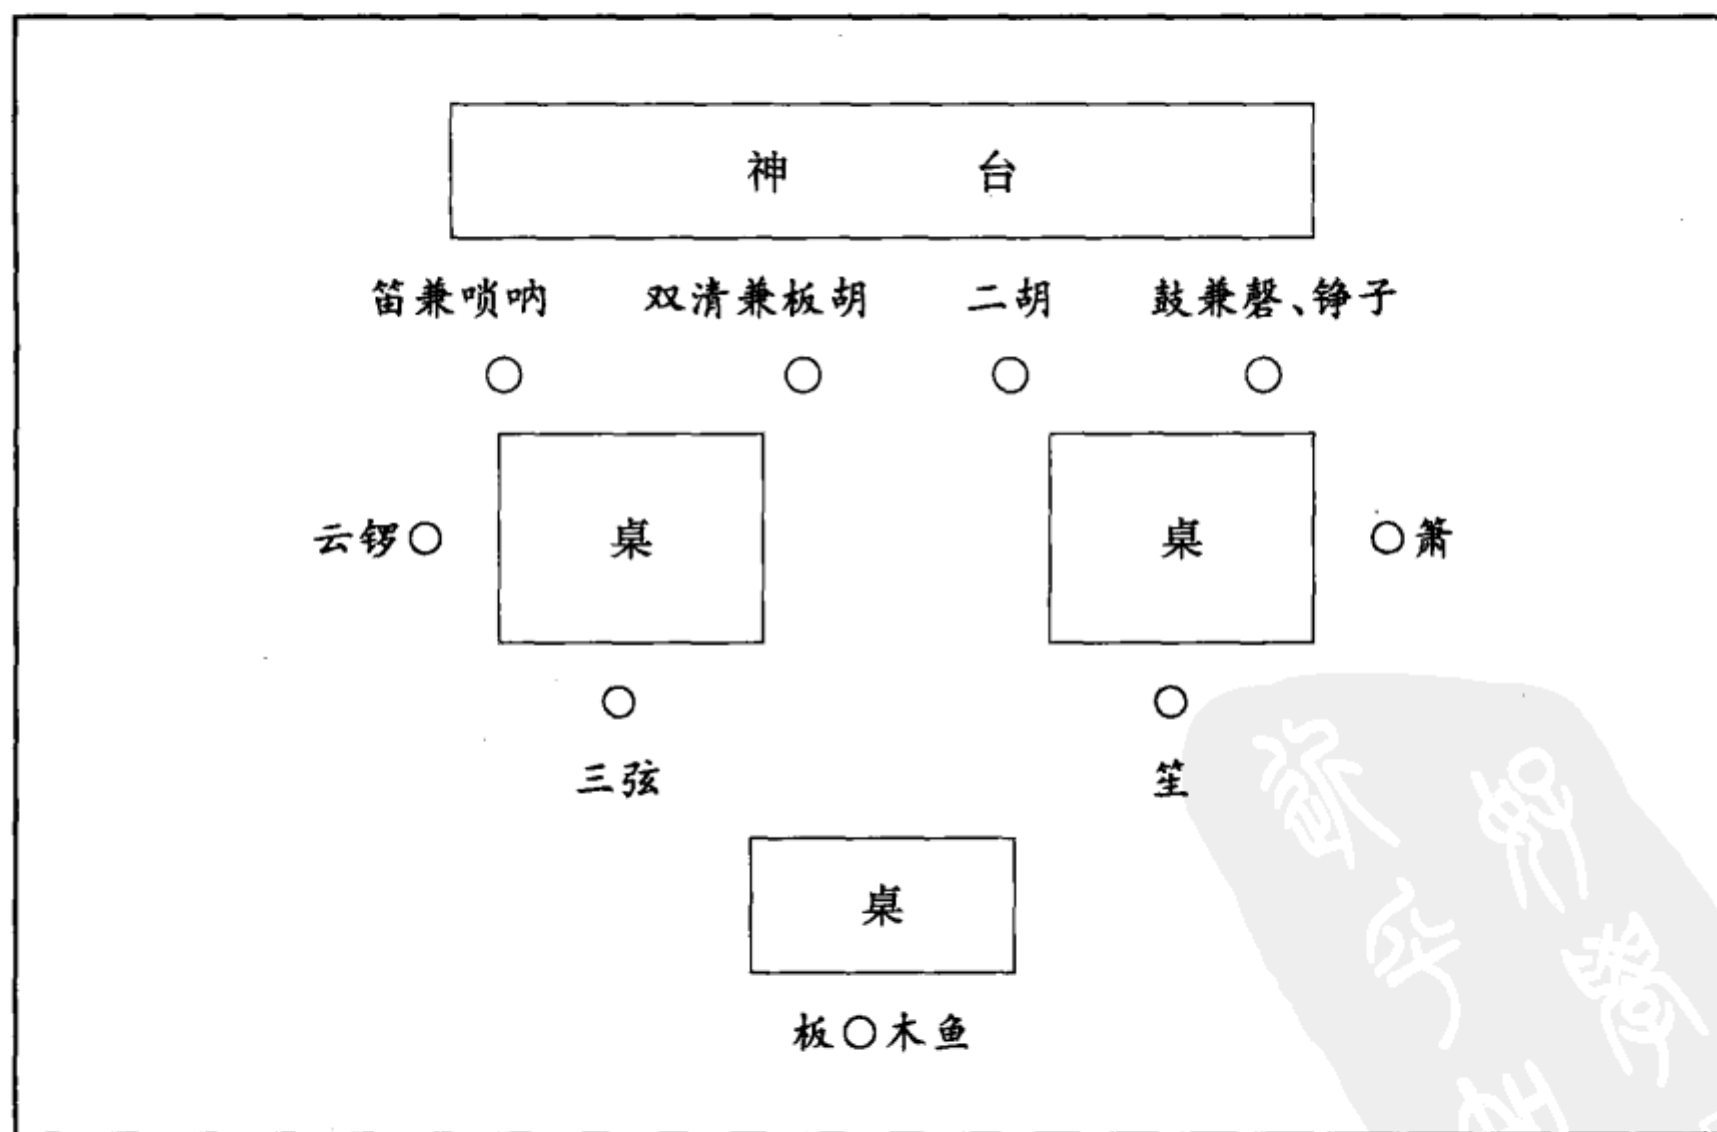 神 台
笛兼唢呐 双清兼板胡 二胡 鼓兼磬、铮子
云锣 桌 桌 箫
三弦 笙
桌
板 木鱼